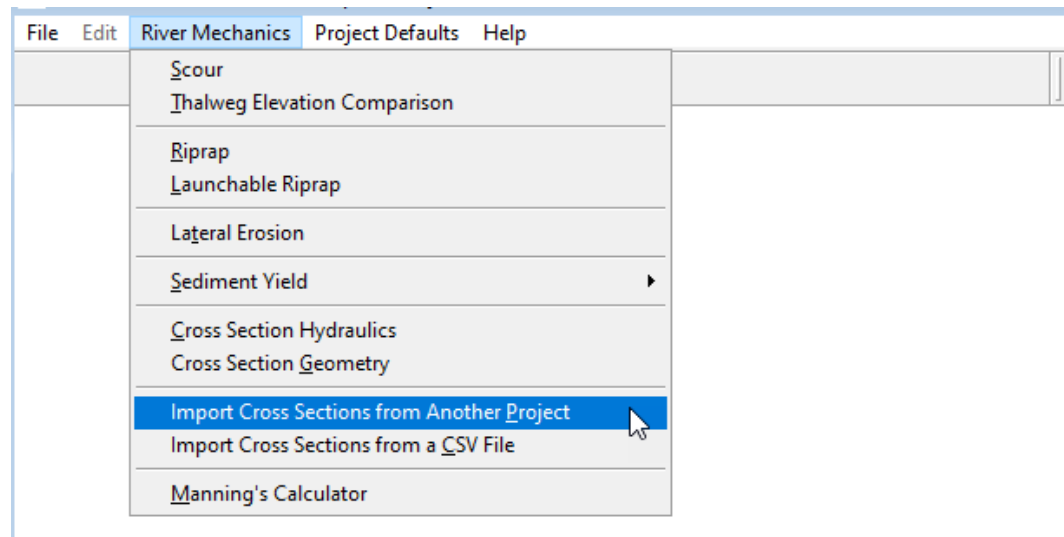 File Edit River Mechanics Project Defaults Help
Scour
Thalweg Elevation Comparison
Riprap
Launchable Riprap
Lateral Erosion
Sediment Yield
Cross Section Hydraulics
Cross Section Geometry
Import Cross Sections from Another Project
Import Cross Sections from a CSV File
Manning's Calculator